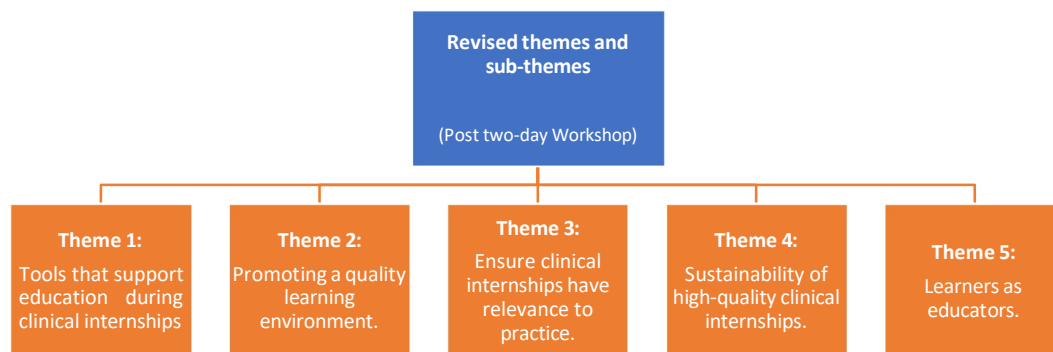 Revised themes and
sub-themes
(Post two-day Workshop)
Theme 1:
Tools that support
education during
clinical internships
Theme 2:
Promoting a quality
learning
environment.
Theme 3:
Ensure clinical
internships have
relevance to
practice.
Theme 4:
Sustainability of
high-quality clinical
internships.
Theme 5:
Learners as
educators.